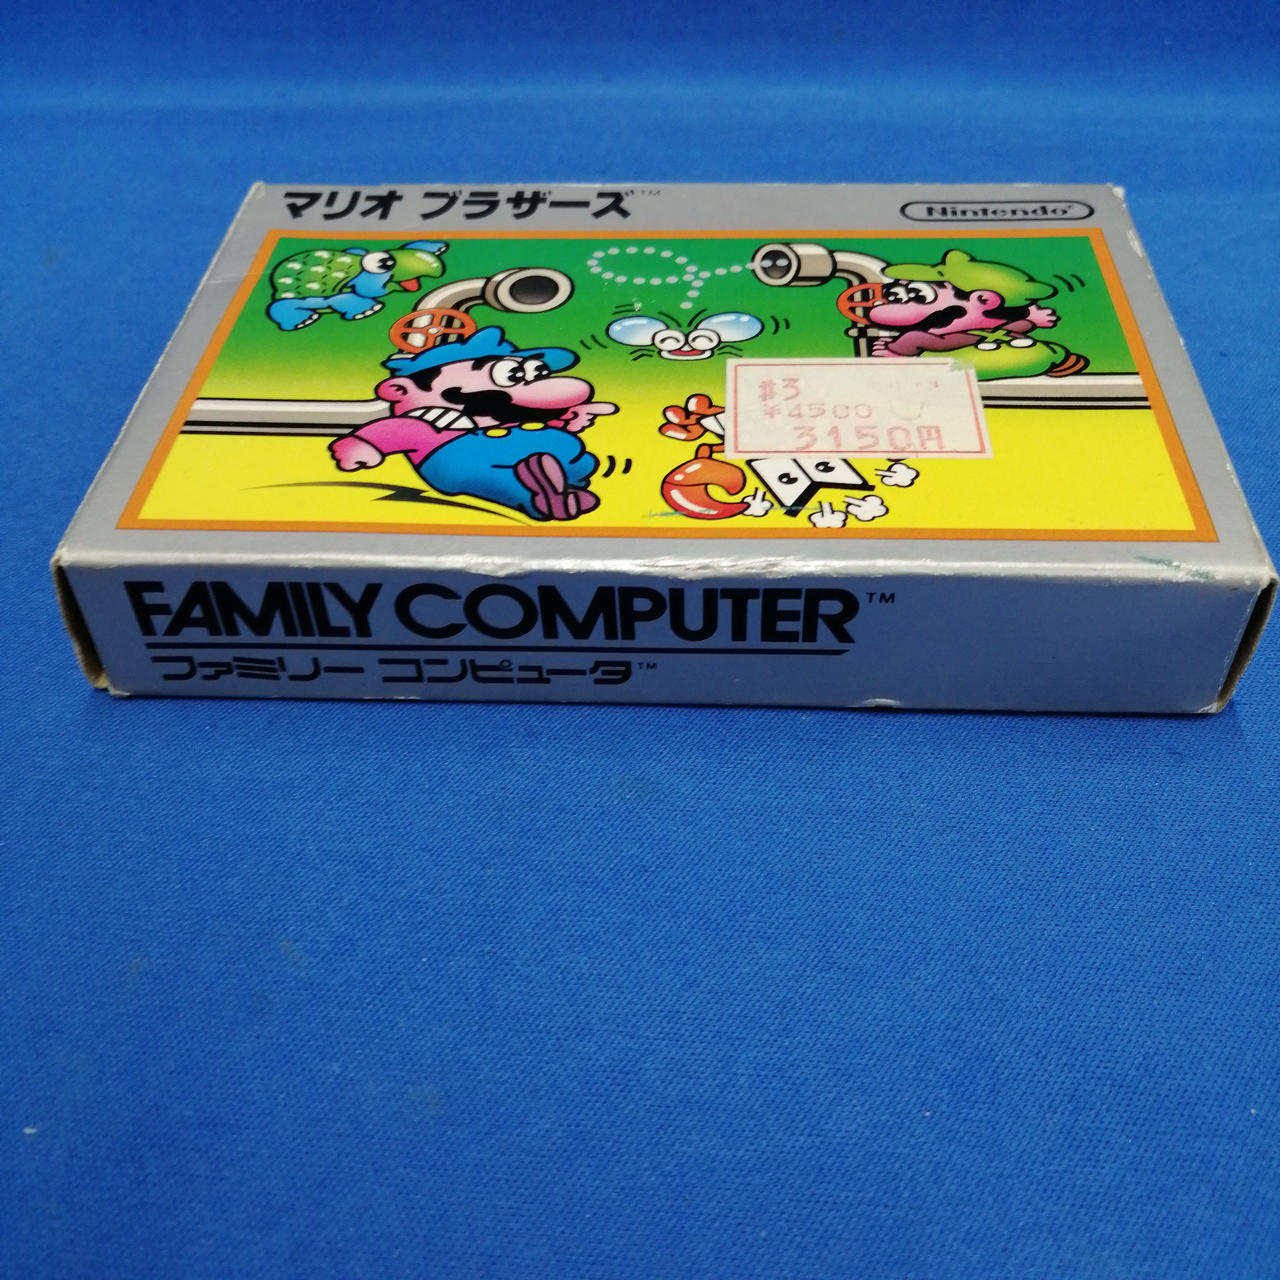 マリオ ブラザーズ™
Nintendo®
#3
¥4500
3150円
FAMILY COMPUTER™
ファミリー コンピュータ™